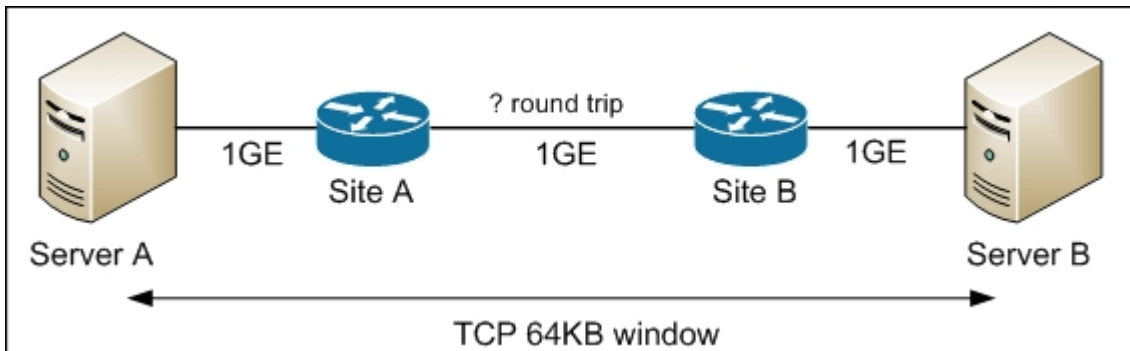 ? round trip
1GE
1GE
1GE
Site A
Site B
Server A
Server B
TCP 64KB window